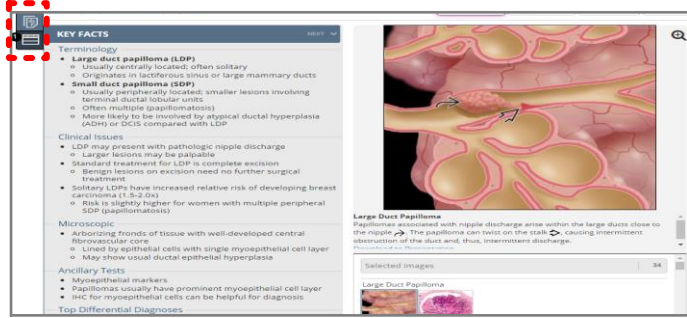 KEY FACTS
NEXT
Terminology
• Large duct papilloma (LDP)
○ Usually centrally located; often solitary
○ Originates in lactiferous sinus or large mammary ducts
• Small duct papilloma (SDP)
○ Usually peripherally located; smaller lesions involving
terminal ductal lobular units
○ Often multiple (papillomatosis)
○ More likely to be involved by atypical ductal hyperplasia
(ADH) or DCIS compared with LDP
Clinical Issues
• LDP may present with pathologic nipple discharge
○ Larger lesions may be palpable
• Standard treatment for LDP is complete excision
○ Benign lesions on excision need no further surgical
treatment
• Solitary LDPs have increased relative risk of developing breast
carcinoma (1.5-2.0x)
○ Risk is slightly higher for women with multiple peripheral
SDP (papillomatosis)
Microscopic
• Arborizing fronds of tissue with well-developed central
fibrovascular core
○ Lined by epithelial cells with single myoepithelial cell layer
○ May show usual ductal epithelial hyperplasia
Ancillary Tests
• Myoepithelial markers
• Papillomas usually have prominent myoepithelial cell layer
• IHC for myoepithelial cells can be helpful for diagnosis
Top Differential Diagnoses
Large Duct Papilloma
Papillomas associated with nipple discharge arise within the large ducts close to
the nipple. The papilloma can twist on the stalk, causing intermittent
obstruction of the duct and, thus, intermittent discharge.
Selected Images 34
Large Duct Papilloma